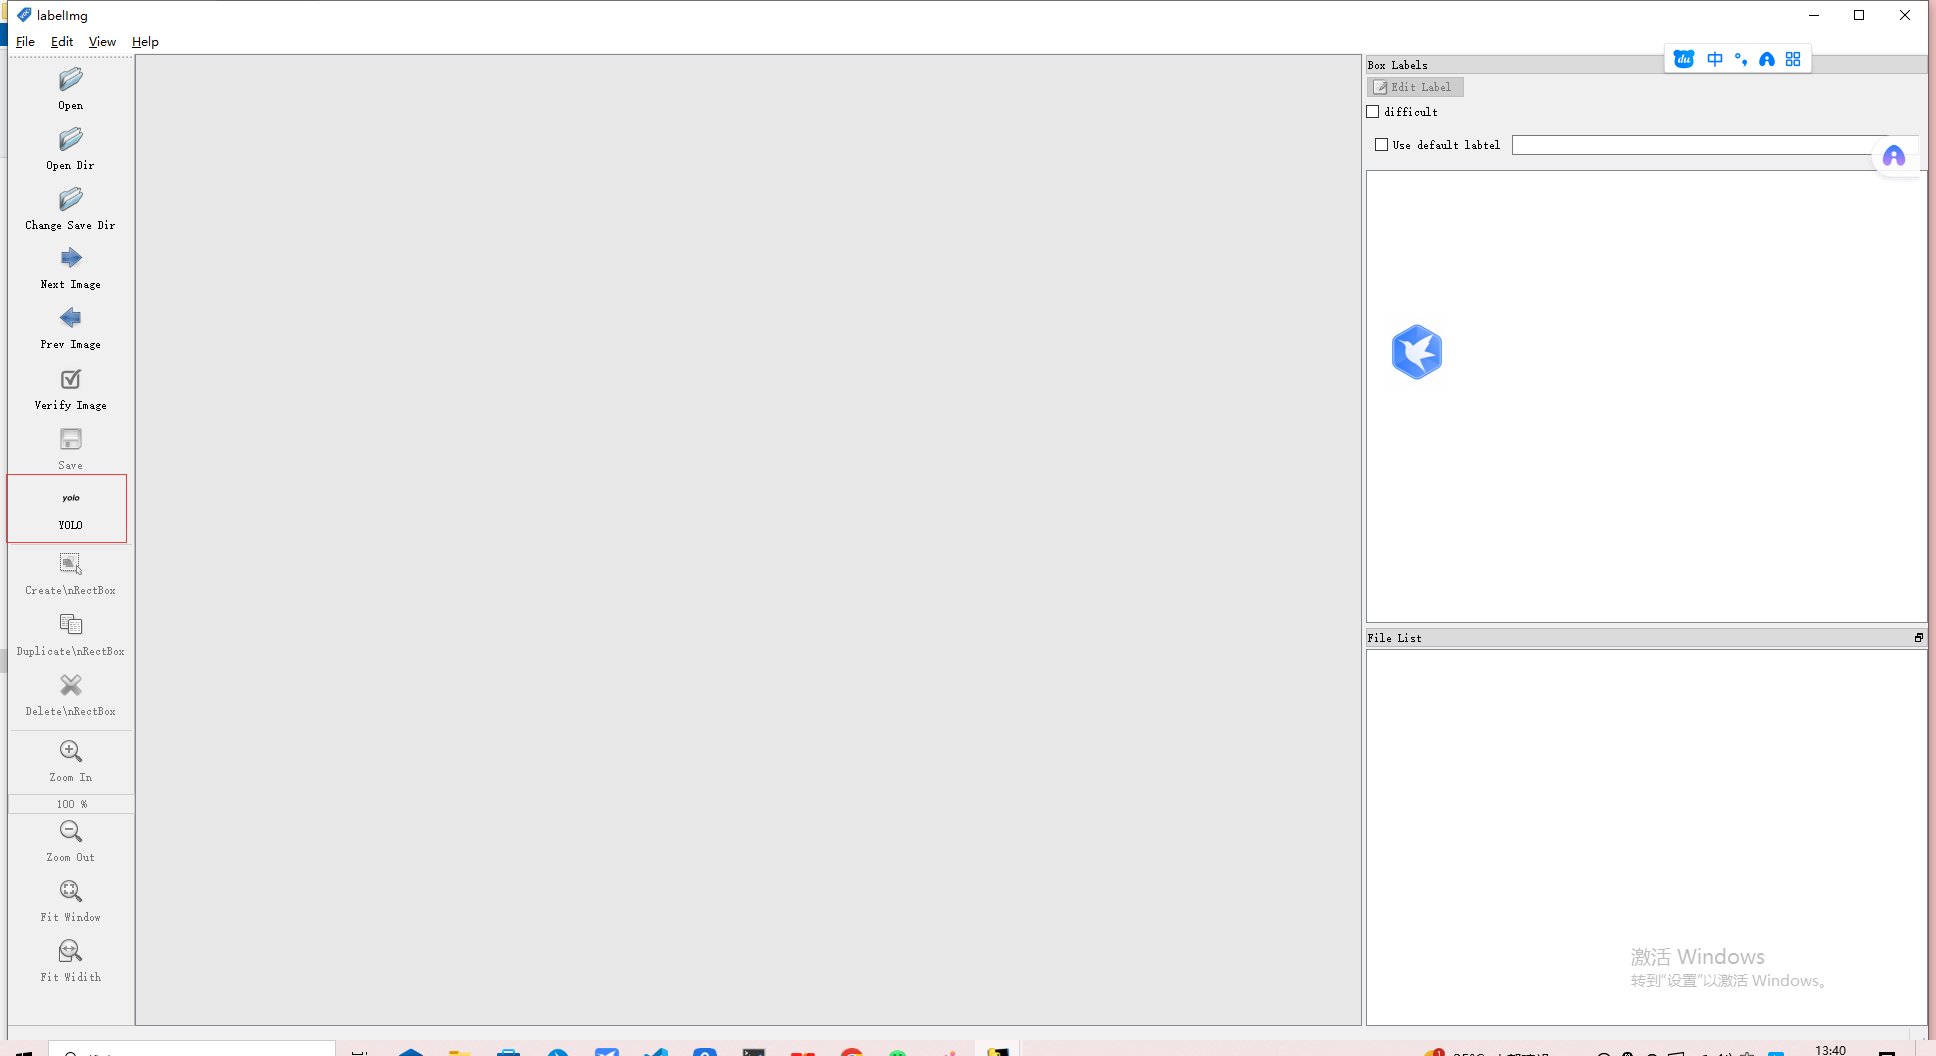 labelImg
File Edit View Help
Open
Open Dir
Change Save Dir
Next Image
Prev Image
Verify Image
Save
yolo
YOLO
Create\nRectBox
Duplicate\nRectBox
Delete\nRectBox
Zoom In
100 %
Zoom Out
Fit Window
Fit Widith
Box Labels
du 中
Edit Label
difficult
Use default labtel
File List
激活 Windows
转到“设置”以激活 Windows。
13:40